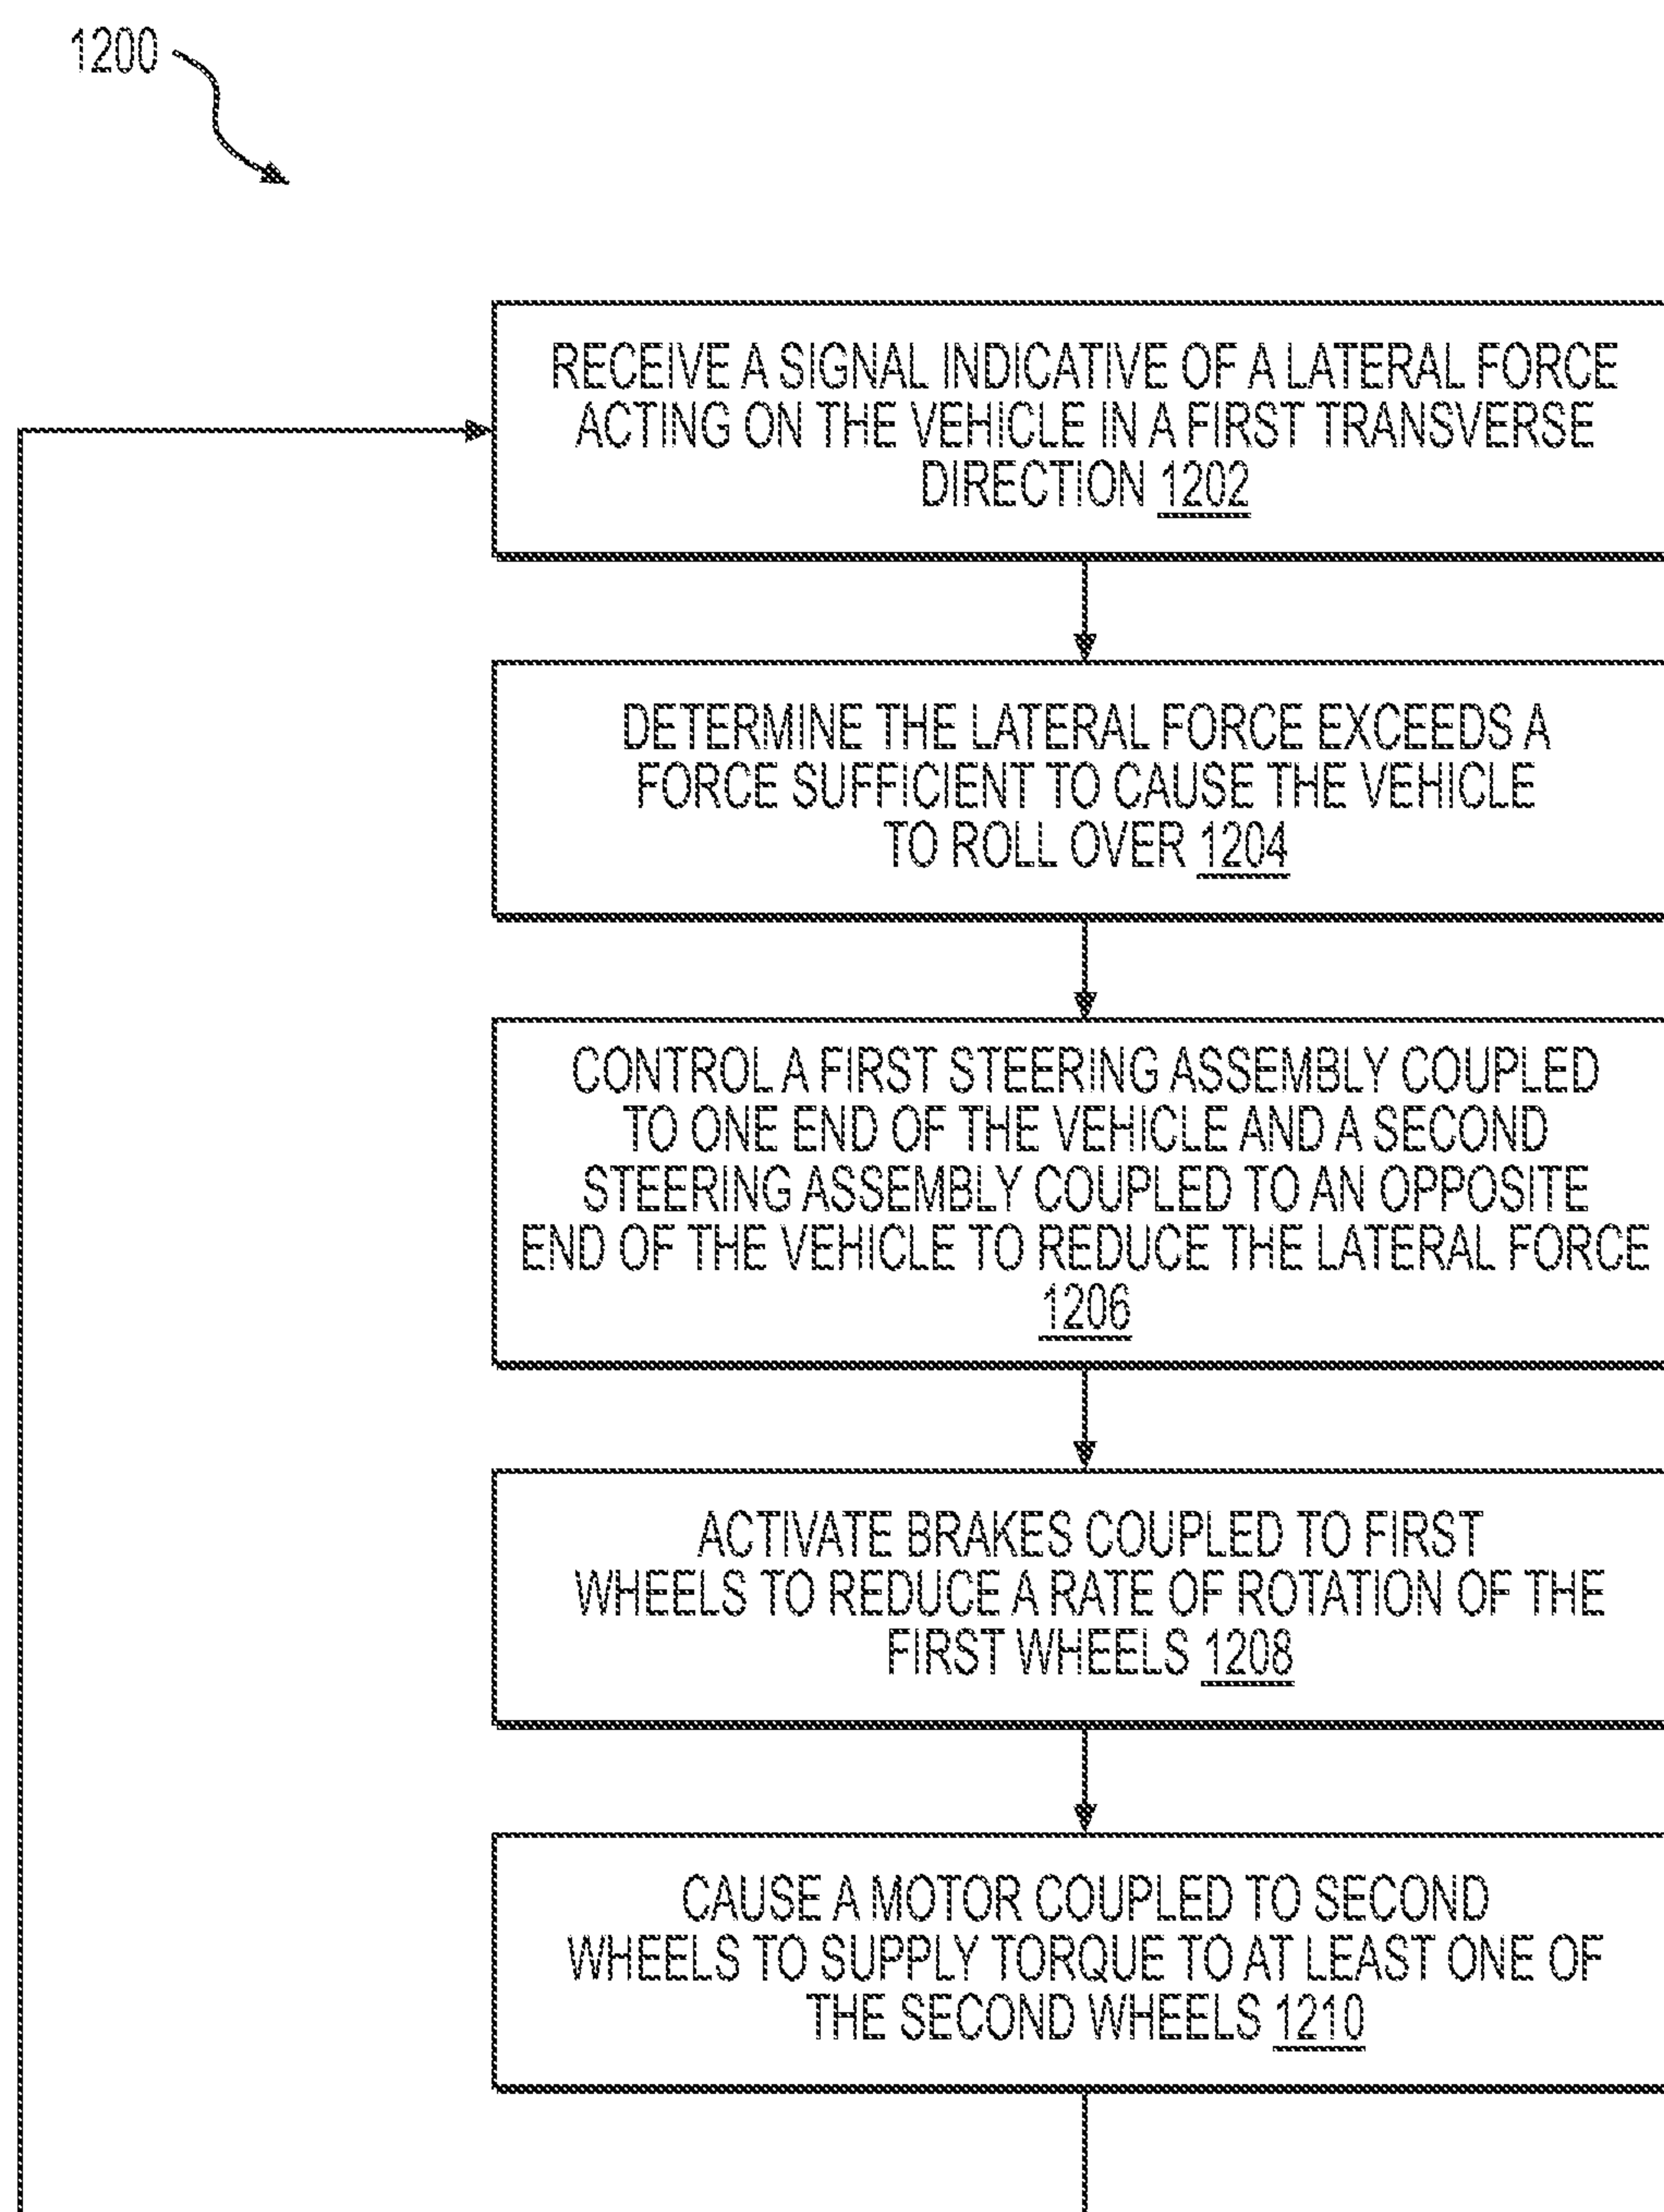 1200
RECEIVE A SIGNAL INDICATIVE OF A LATERAL FORCE
ACTING ON THE VEHICLE IN A FIRST TRANSVERSE
DIRECTION 1202
DETERMINE THE LATERAL FORCE EXCEEDS A
FORCE SUFFICIENT TO CAUSE THE VEHICLE
TO ROLL OVER 1204
CONTROL A FIRST STEERING ASSEMBLY COUPLED
TO ONE END OF THE VEHICLE AND A SECOND
STEERING ASSEMBLY COUPLED TO AN OPPOSITE
END OF THE VEHICLE TO REDUCE THE LATERAL FORCE
1206
ACTIVATE BRAKES COUPLED TO FIRST
WHEELS TO REDUCE A RATE OF ROTATION OF THE
FIRST WHEELS 1208
CAUSE A MOTOR COUPLED TO SECOND
WHEELS TO SUPPLY TORQUE TO AT LEAST ONE OF
THE SECOND WHEELS 1210